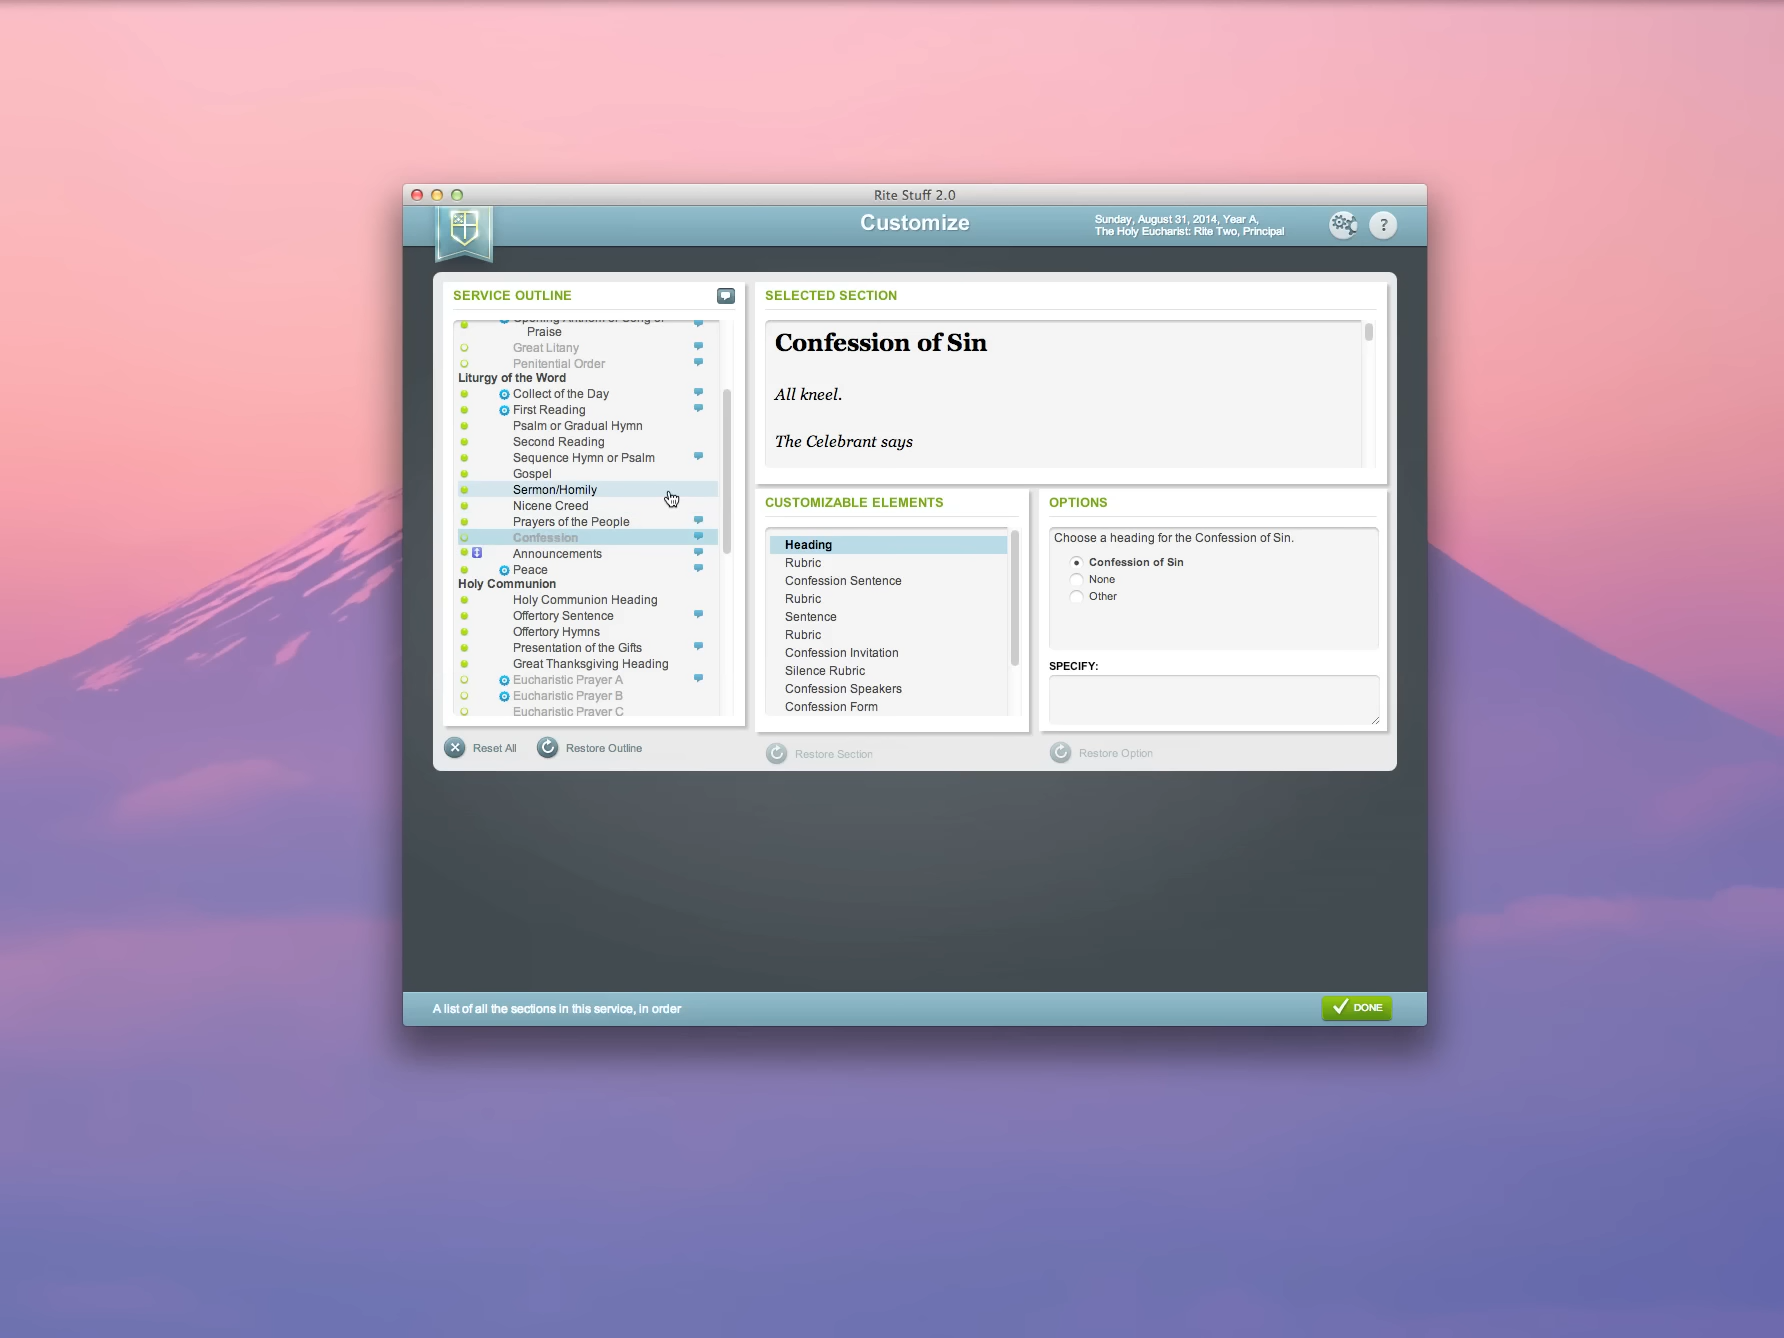 Rite Stuff 2.0
Customize
Sunday, August 31, 2014, Year A,
The Holy Eucharist: Rite Two, Principal
?
SERVICE OUTLINE
Opening Anthem or Song of
Praise
Great Litany
Penitential Order
Liturgy of the Word
Collect of the Day
First Reading
Psalm or Gradual Hymn
Second Reading
Sequence Hymn or Psalm
Gospel
Sermon/Homily
Nicene Creed
Prayers of the People
Confession
Announcements
Peace
Holy Communion
Holy Communion Heading
Offertory Sentence
Offertory Hymns
Presentation of the Gifts
Great Thanksgiving Heading
Eucharistic Prayer A
Eucharistic Prayer B
Eucharistic Prayer C
Reset All
Restore Outline
SELECTED SECTION
Confession of Sin
All kneel.
The Celebrant says
CUSTOMIZABLE ELEMENTS
Heading
Rubric
Confession Sentence
Rubric
Sentence
Rubric
Confession Invitation
Silence Rubric
Confession Speakers
Confession Form
Restore Section
OPTIONS
Choose a heading for the Confession of Sin.
Confession of Sin
None
Other
SPECIFY:
Restore Option
A list of all the sections in this service, in order
DONE